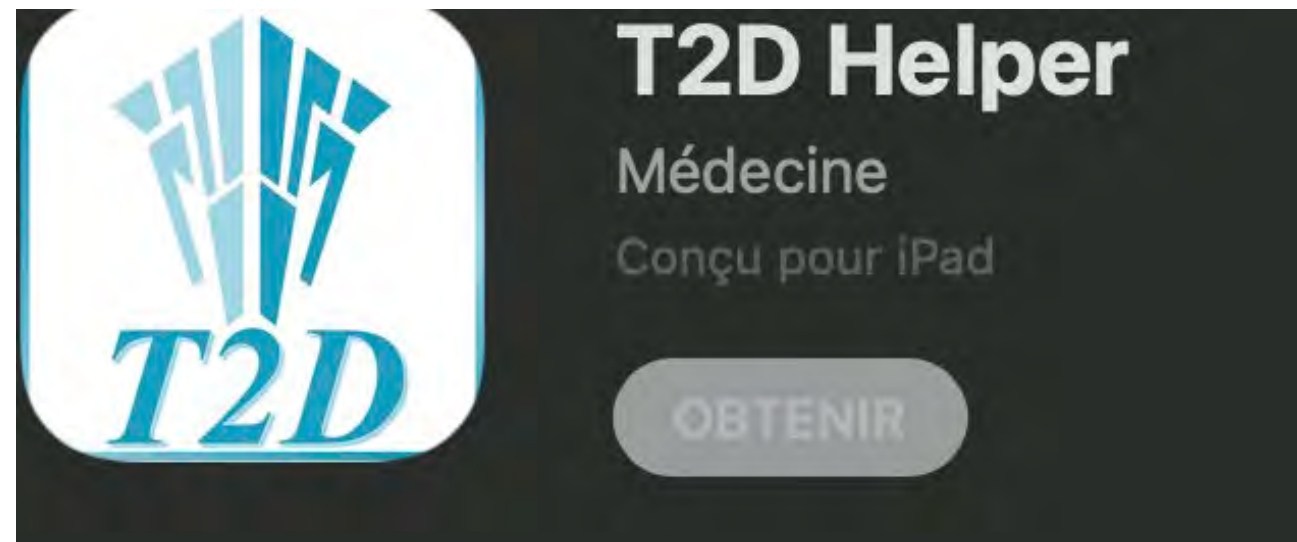 T2D Helper
Médecine
Conçu pour iPad
OBTENIR
T2D